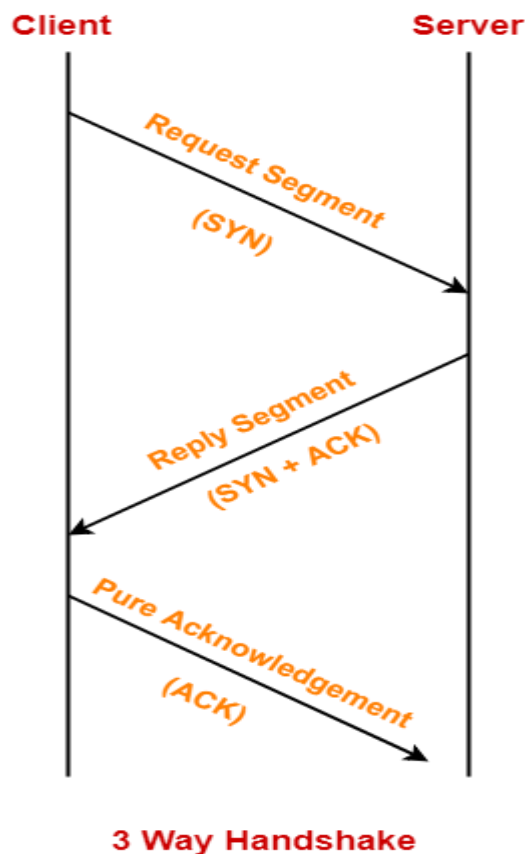 Client
Server
Request Segment
(SYN)
Reply Segment
(SYN + ACK)
Pure Acknowledgement
(ACK)
3 Way Handshake